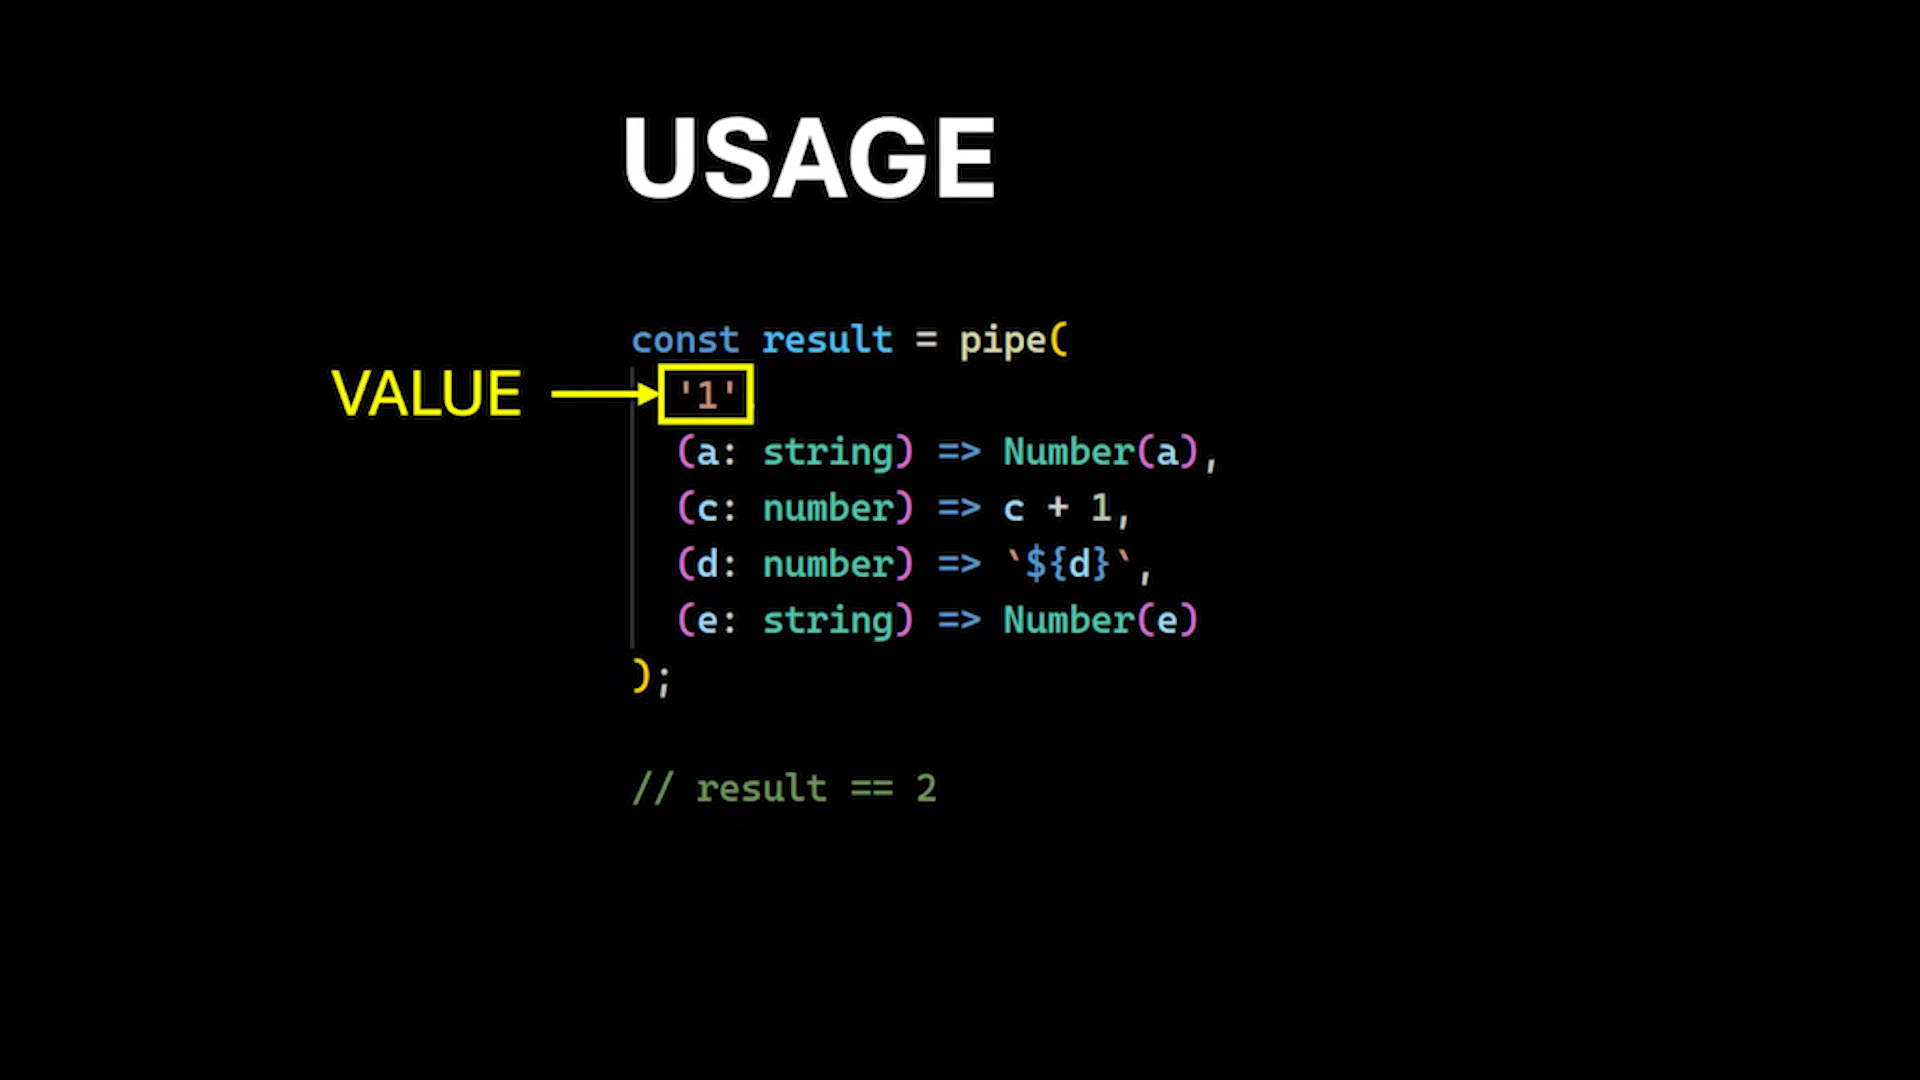 USAGE
const result = pipe(
VALUE
'1'
(a: string) => Number(a),
(c: number) => c + 1,
(d: number) => `${d}`,
(e: string) => Number(e)
);
// result == 2